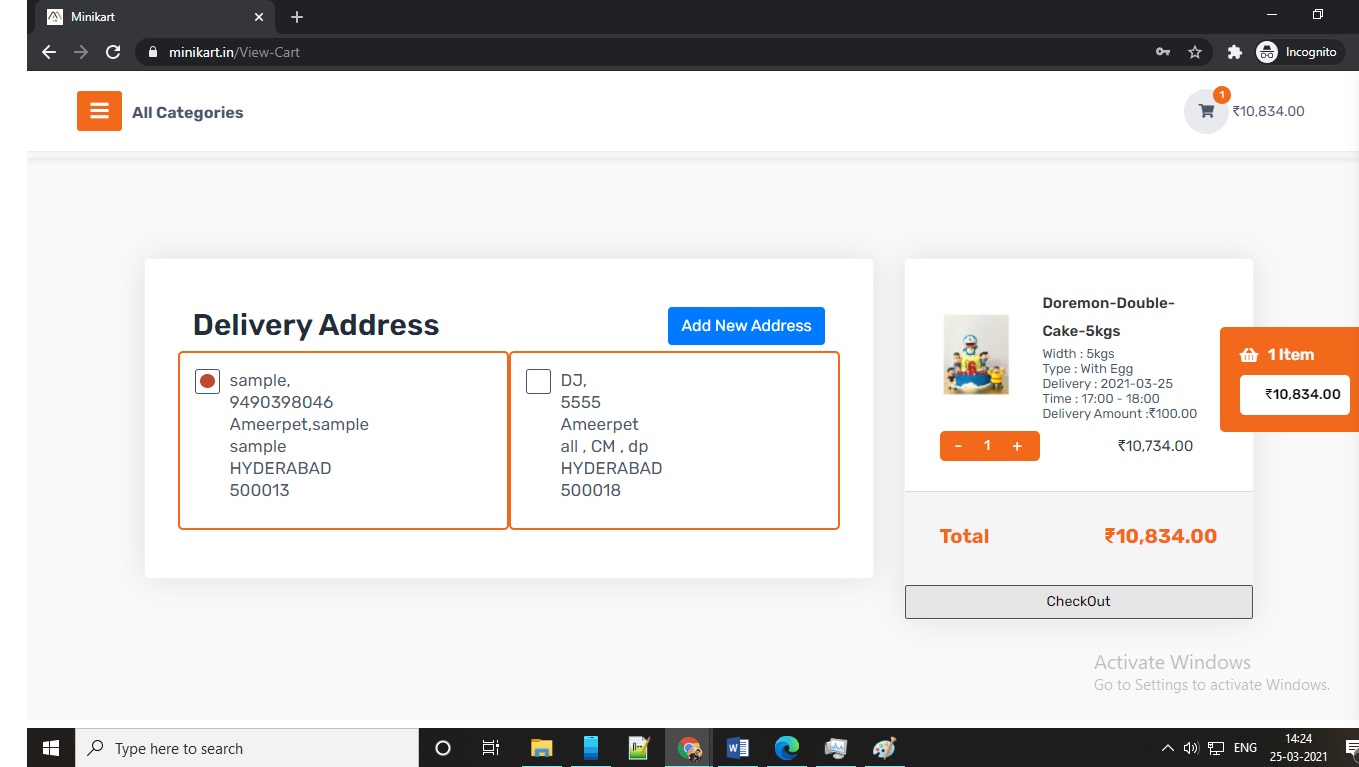 Minikart
minikart.in/View-Cart
Incognito
All Categories
1
₹10,834.00
Delivery Address
Add New Address
sample,
9490398046
Ameerpet,sample
sample
HYDERABAD
500013
DJ,
5555
Ameerpet
all , CM , dp
HYDERABAD
500018
Doremon-Double-
Cake-5kgs
Width : 5kgs
Type : With Egg
Delivery : 2021-03-25
Time : 17:00 - 18:00
Delivery Amount :₹100.00
- 1 +
₹10,734.00
1 Item
₹10,834.00
Total
₹10,834.00
CheckOut
Activate Windows
Go to Settings to activate Windows.
Type here to search
ENG
14:24
25-03-2021